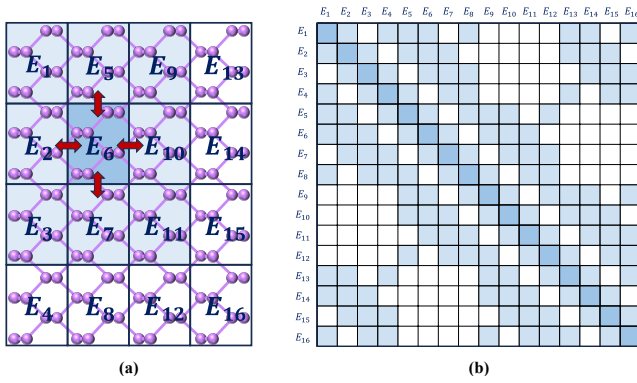 E1 E5 E9 E13
E2 E6 E10 E14
E3 E7 E11 E15
E4 E8 E12 E16
(a)
E1 E2 E3 E4 E5 E6 E7 E8 E9 E10 E11 E12 E13 E14 E15 E16
E1
E2
E3
E4
E5
E6
E7
E8
E9
E10
E11
E12
E13
E14
E15
E16
(b)